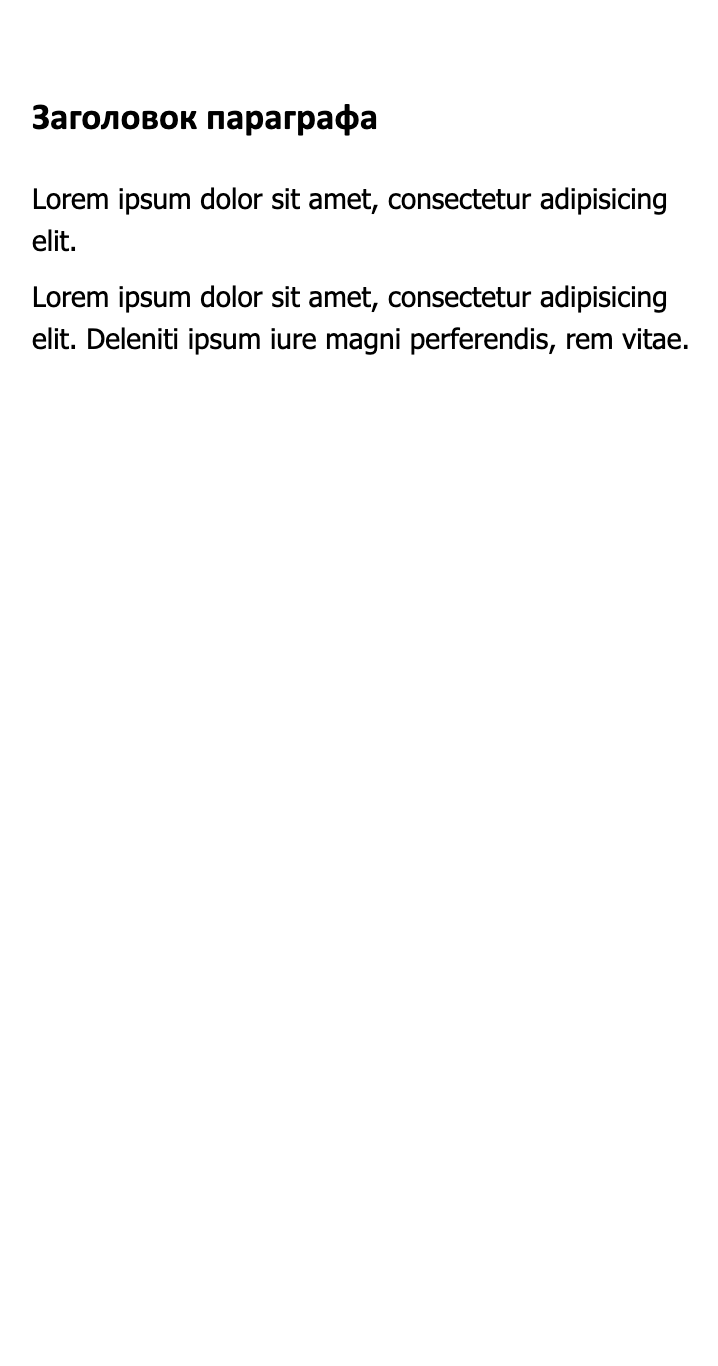 Заголовок параграфа
Lorem ipsum dolor sit amet, consectetur adipisicing
elit.
Lorem ipsum dolor sit amet, consectetur adipisicing
elit. Deleniti ipsum iure magni perferendis, rem vitae.